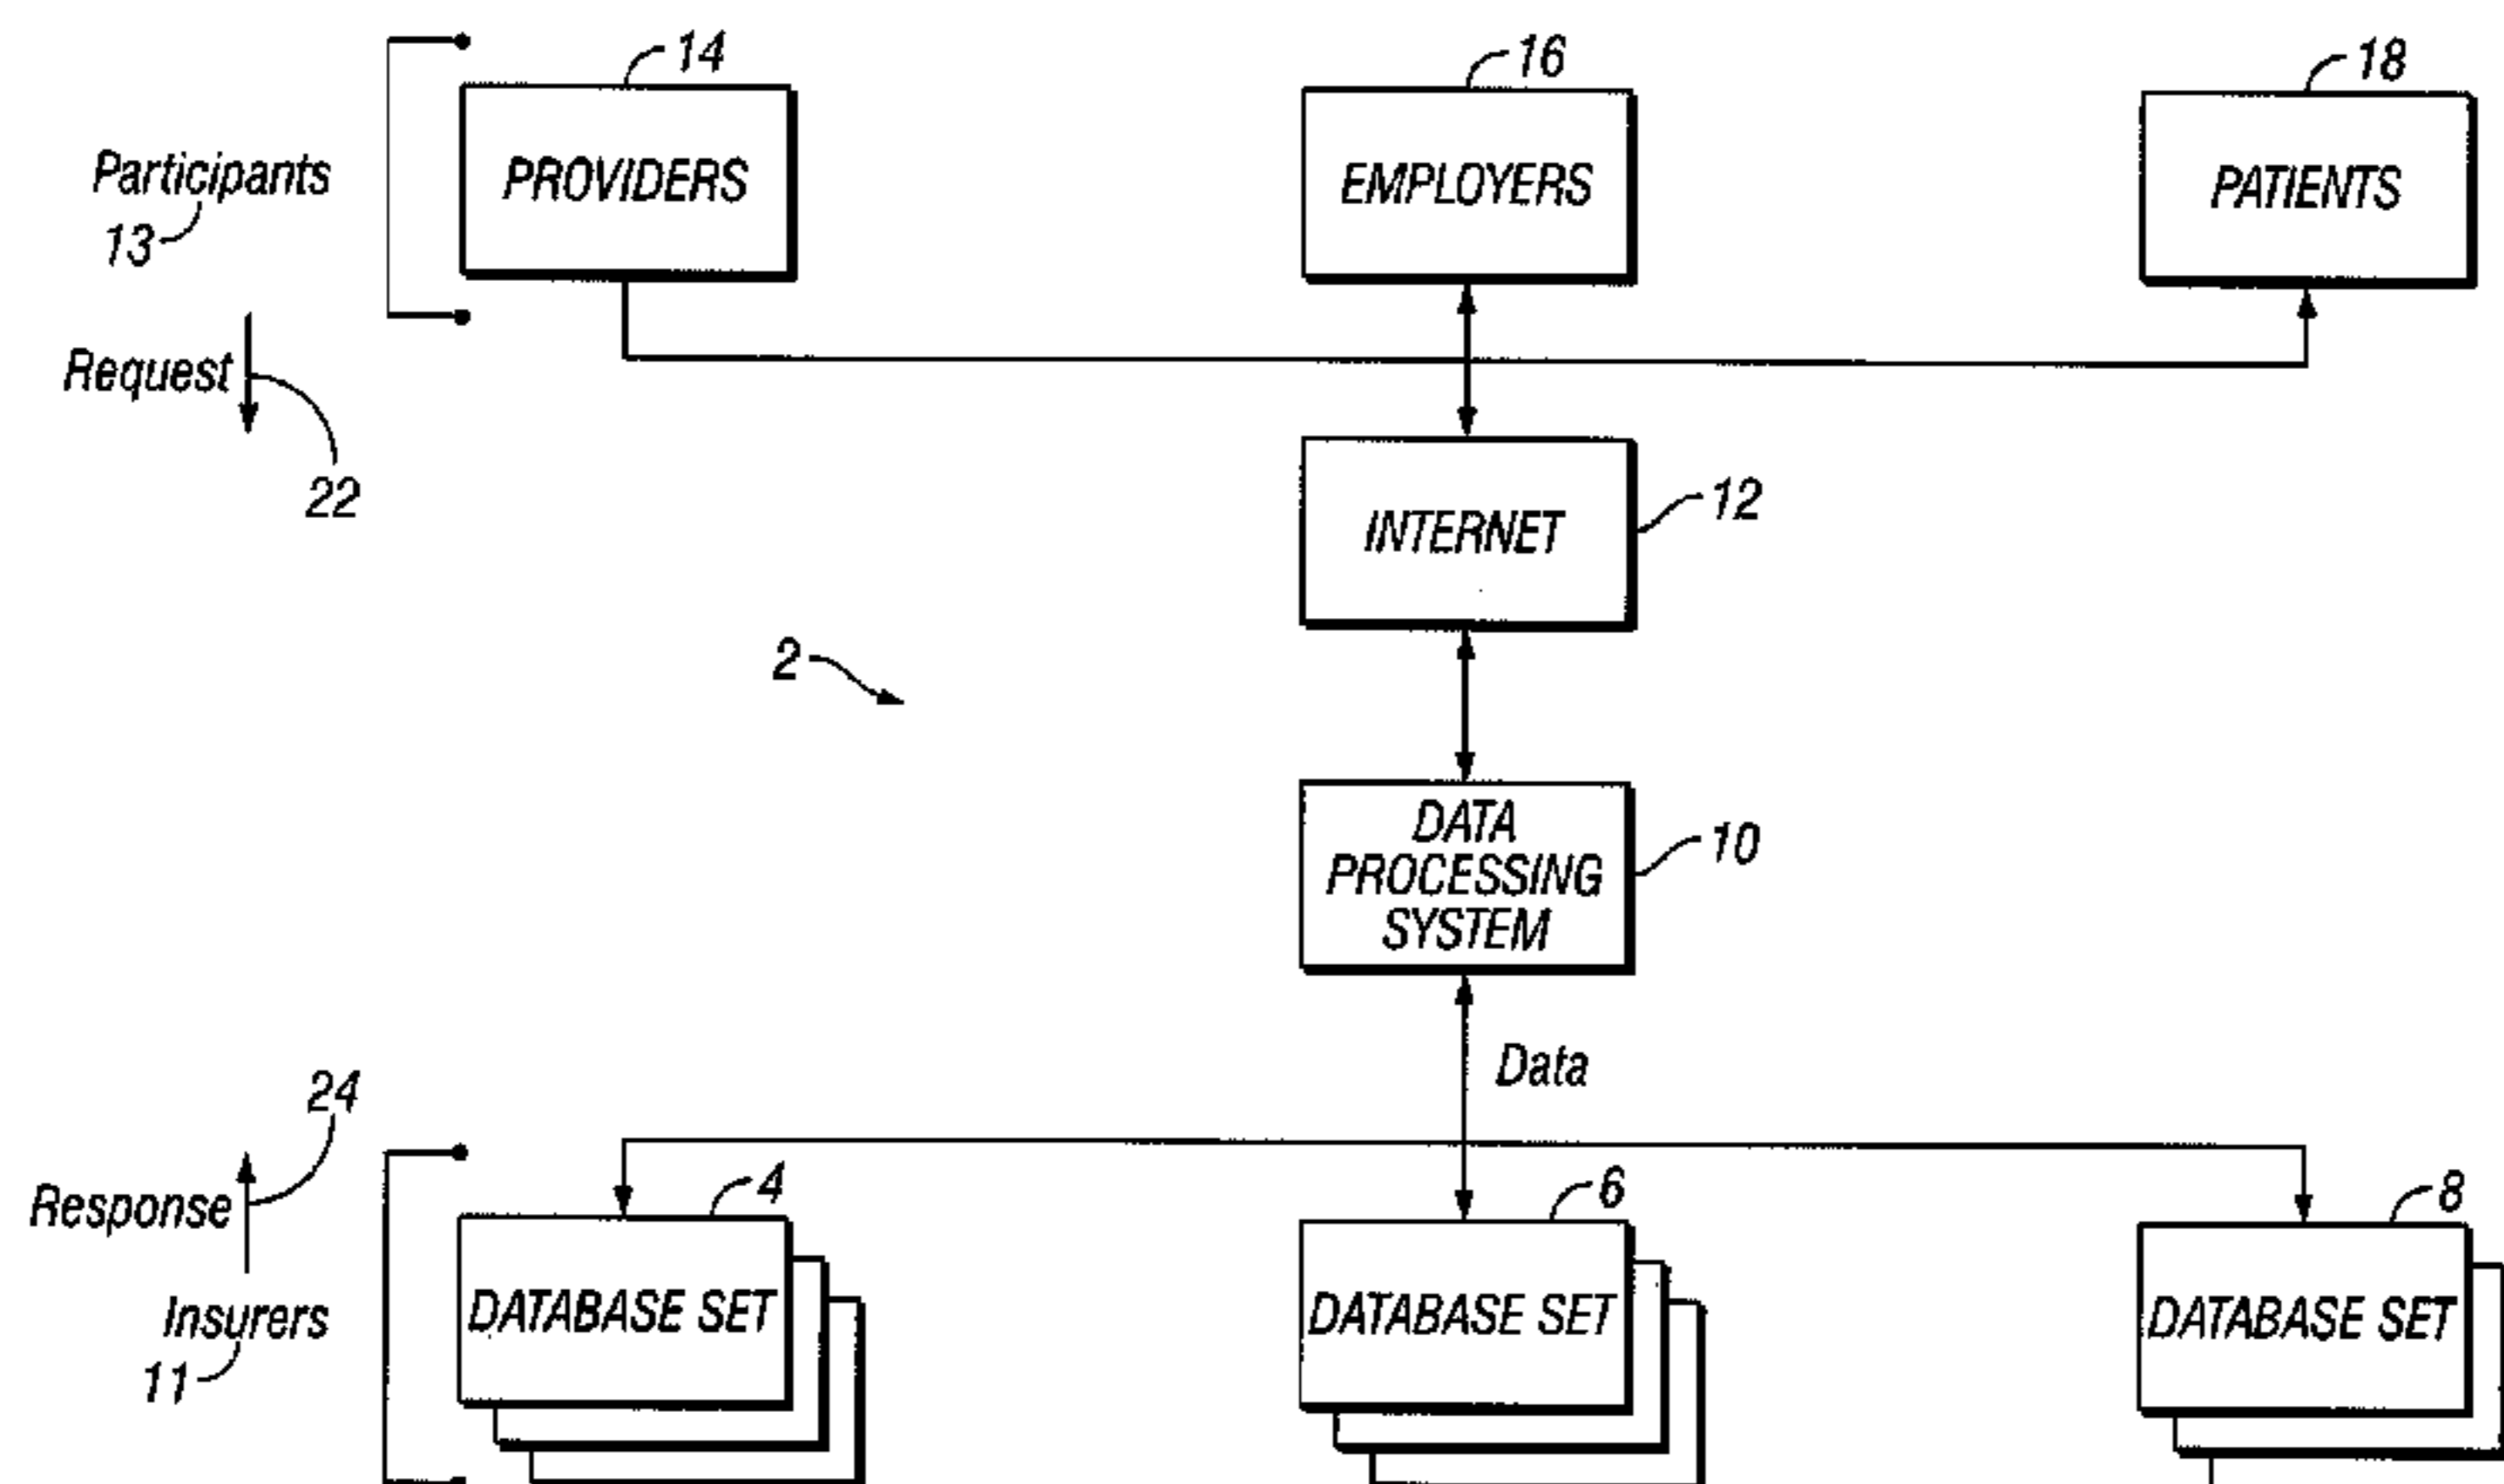 14
16
18
Participants
13
PROVIDERS
EMPLOYERS
PATIENTS
Request
22
INTERNET
12
2
DATA
PROCESSING
SYSTEM
10
Data
24
Response
4
6
8
Insurers
11
DATABASE SET
DATABASE SET
DATABASE SET